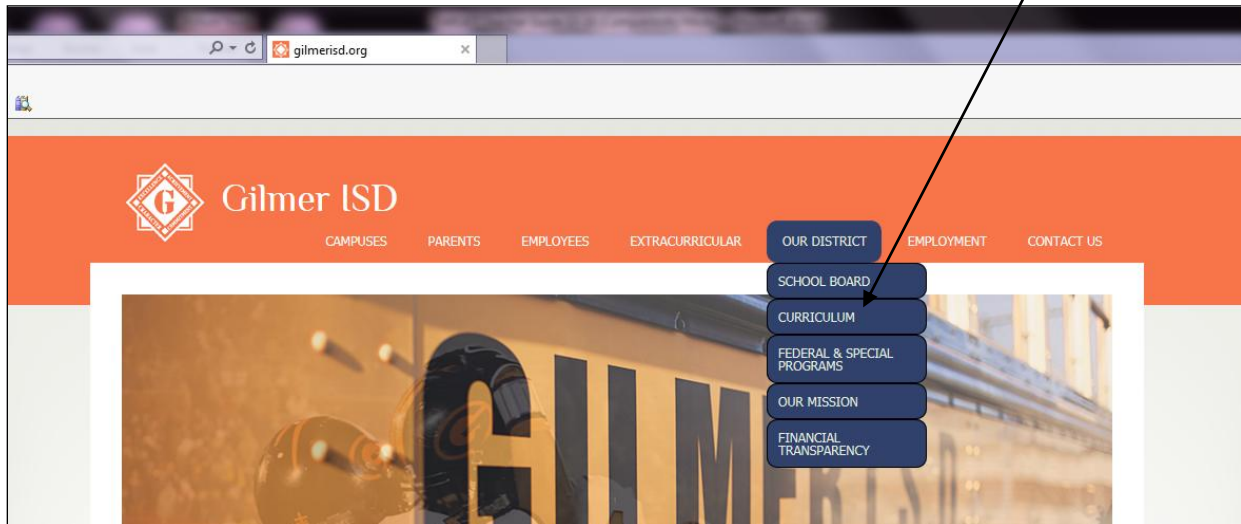 gilmerisd.org
G
Gilmer ISD
CAMPUSES PARENTS EMPLOYEES EXTRACURRICULAR OUR DISTRICT EMPLOYMENT CONTACT US
SCHOOL BOARD
CURRICULUM
FEDERAL & SPECIAL
PROGRAMS
OUR MISSION
FINANCIAL
TRANSPARENCY
GILMER I.S.D.